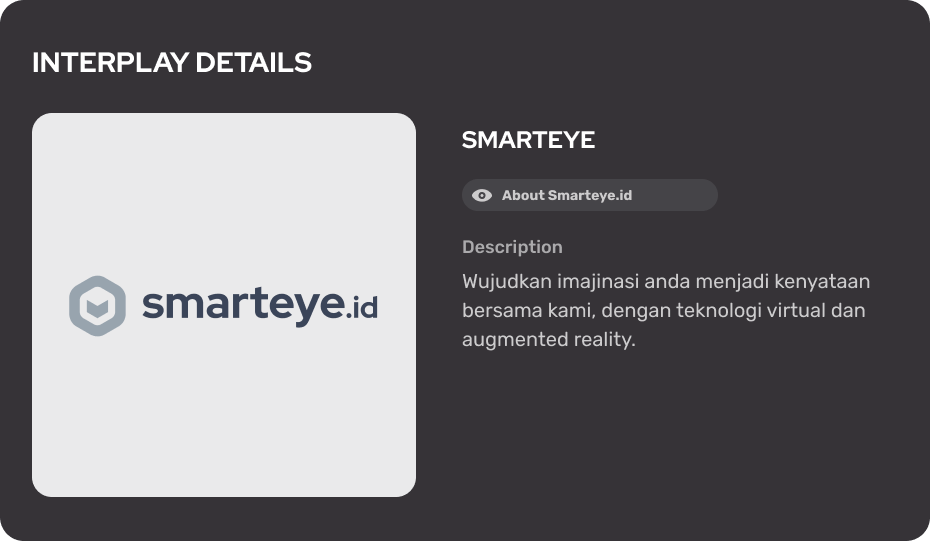 INTERPLAY DETAILS
smarteye.id
SMARTEYE
About Smarteye.id
Description
Wujudkan imajinasi anda menjadi kenyataan
bersama kami, dengan teknologi virtual dan
augmented reality.